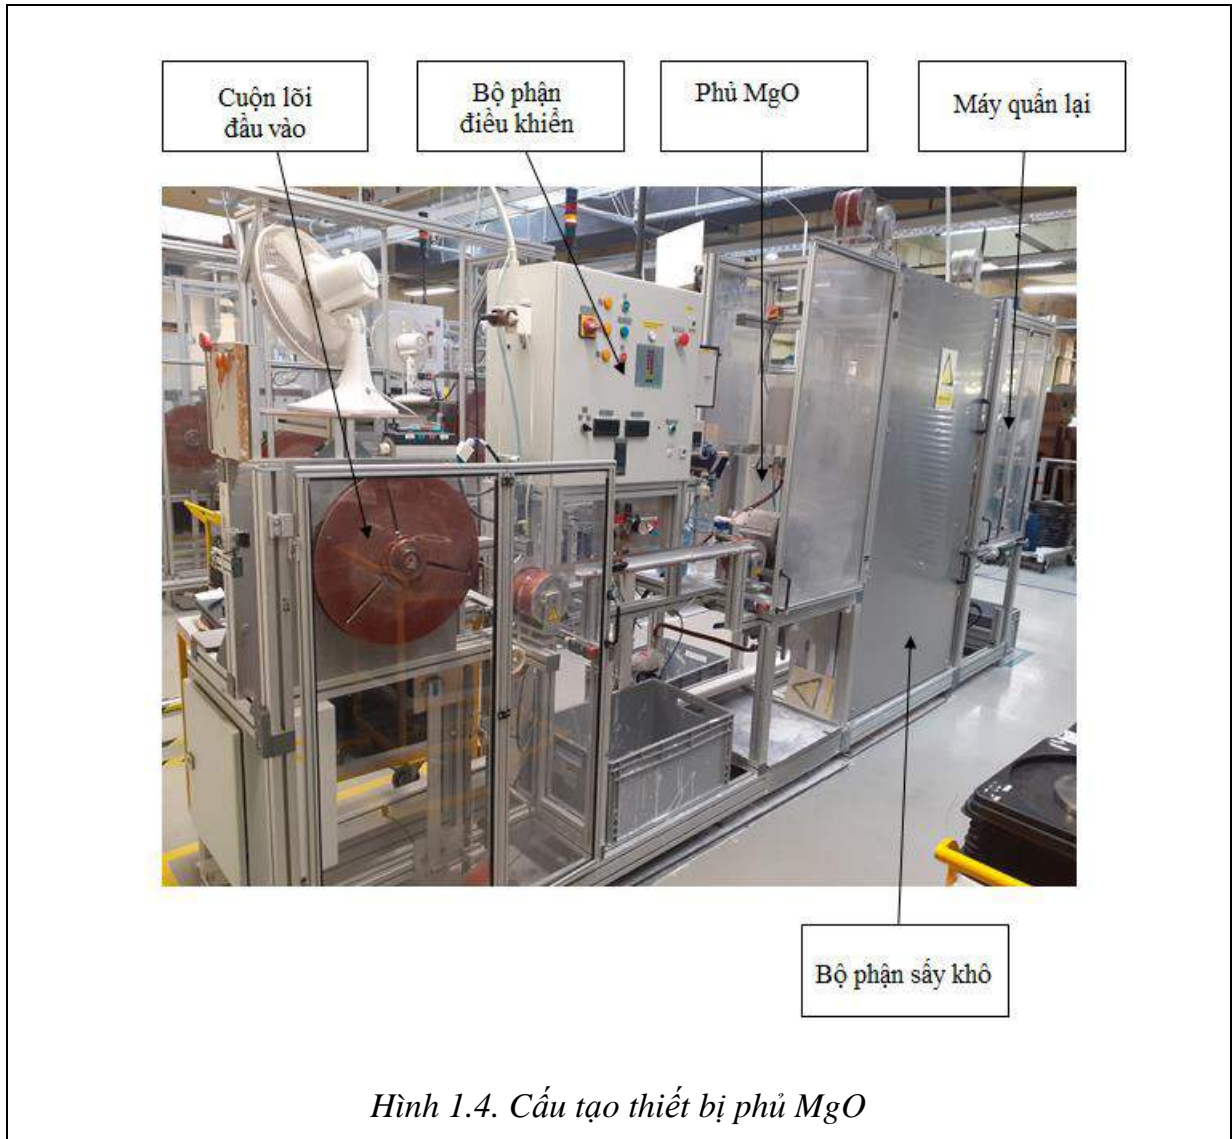 Cuộn lõi
đầu vào
Bộ phận
điều khiển
Phủ MgO
Máy quấn lại
Bộ phận sấy khô
Hình 1.4. Cấu tạo thiết bị phủ MgO